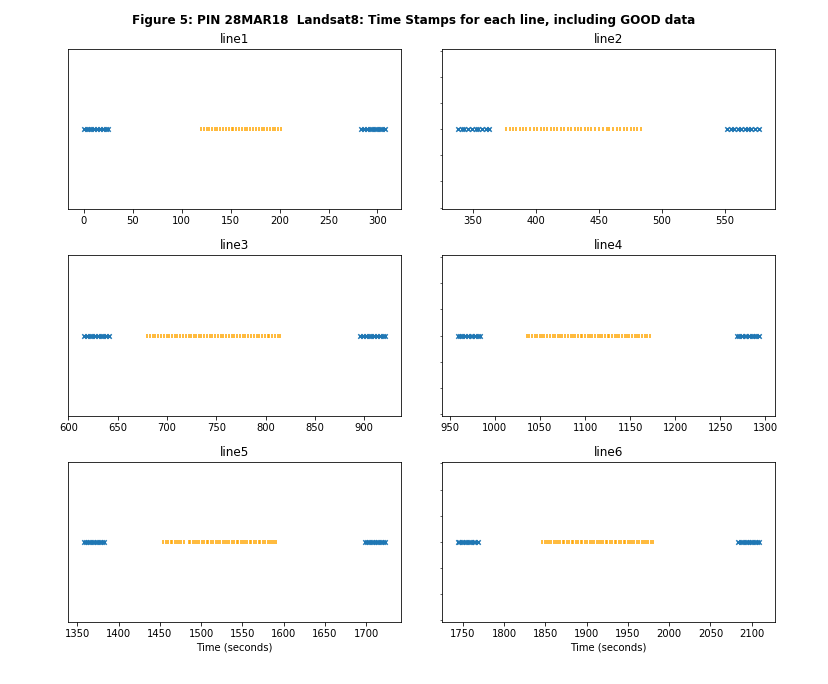 Figure 5: PIN 28MAR18  Landsat8: Time Stamps for each line, including GOOD data
line1
line2
0 50 100 150 200 250 300
350 400 450 500 550
line3
line4
600 650 700 750 800 850 900
950 1000 1050 1100 1150 1200 1250 1300
line5
line6
1350 1400 1450 1500 1550 1600 1650 1700
1750 1800 1850 1900 1950 2000 2050 2100
Time (seconds)
Time (seconds)